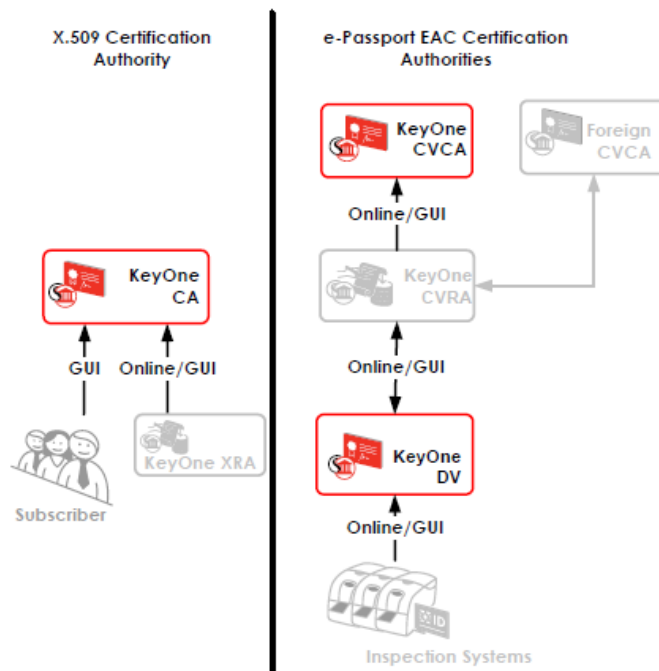 X.509 Certification
Authority
KeyOne
CA
GUI
Online/GUI
KeyOne XRA
Subscriber
e-Passport EAC Certification
Authorities
KeyOne
CVCA
Foreign
CVCA
Online/GUI
KeyOne
CVRA
Online/GUI
KeyOne
DV
Online/GUI
ID
Inspection Systems